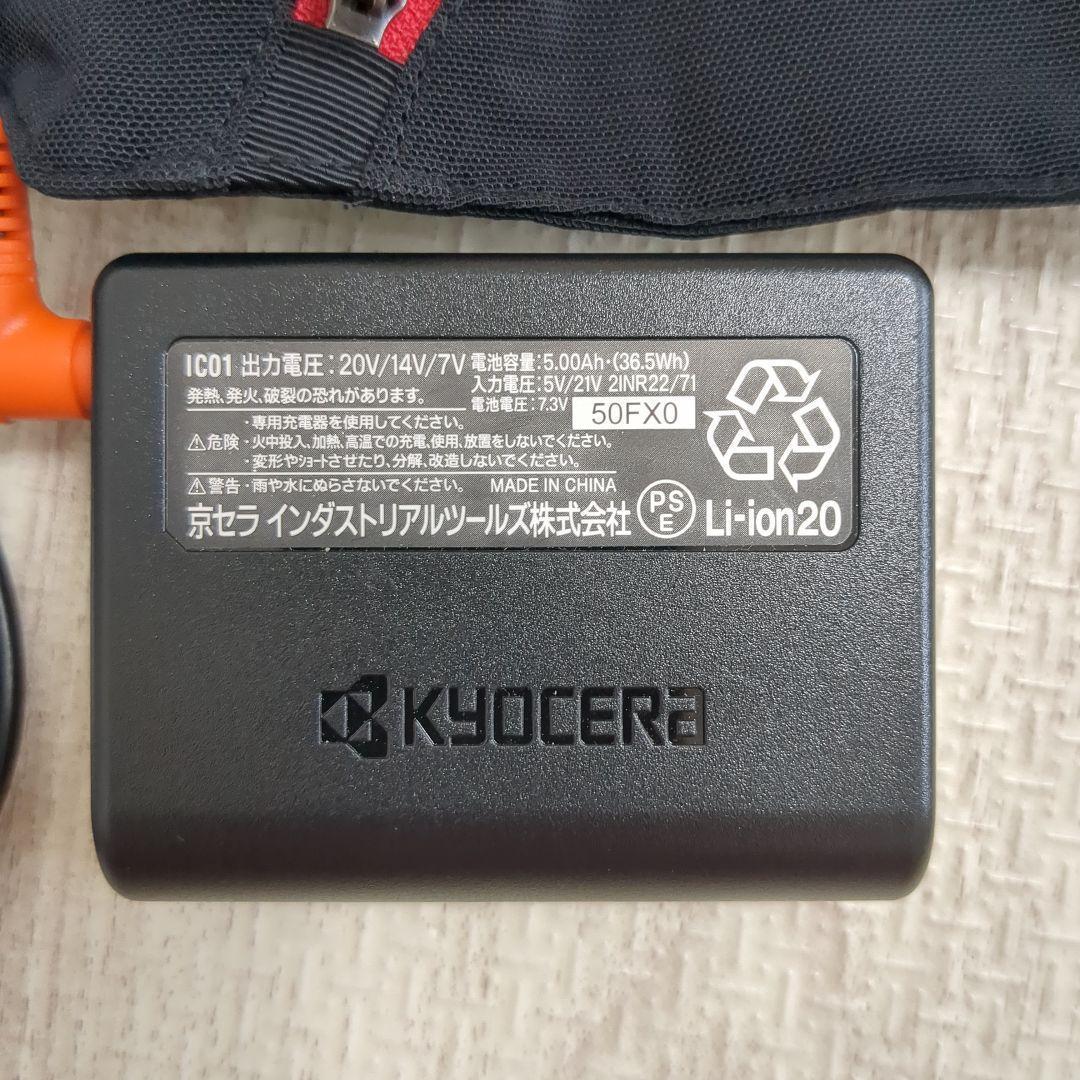 IC01 出力電圧：20V/14V/7V 電池容量：5.00Ah・(36.5Wh)
入力電圧：5V/21V 2INR22/71
発熱、発火、破裂の恐れがあります。
電池電圧：7.3V 50FX0
・専用充電器を使用してください。
⚠危険 ・火中投入、加熱、高温での充電、使用、放置をしないでください。
・変形やｼｮｰﾄさせたり、分解、改造しないでください。
⚠警告 ・雨や水にぬらさないでください。 MADE IN CHINA
京セラ インダストリアルツールズ株式会社 PSE Li-ion20
KYOCERA